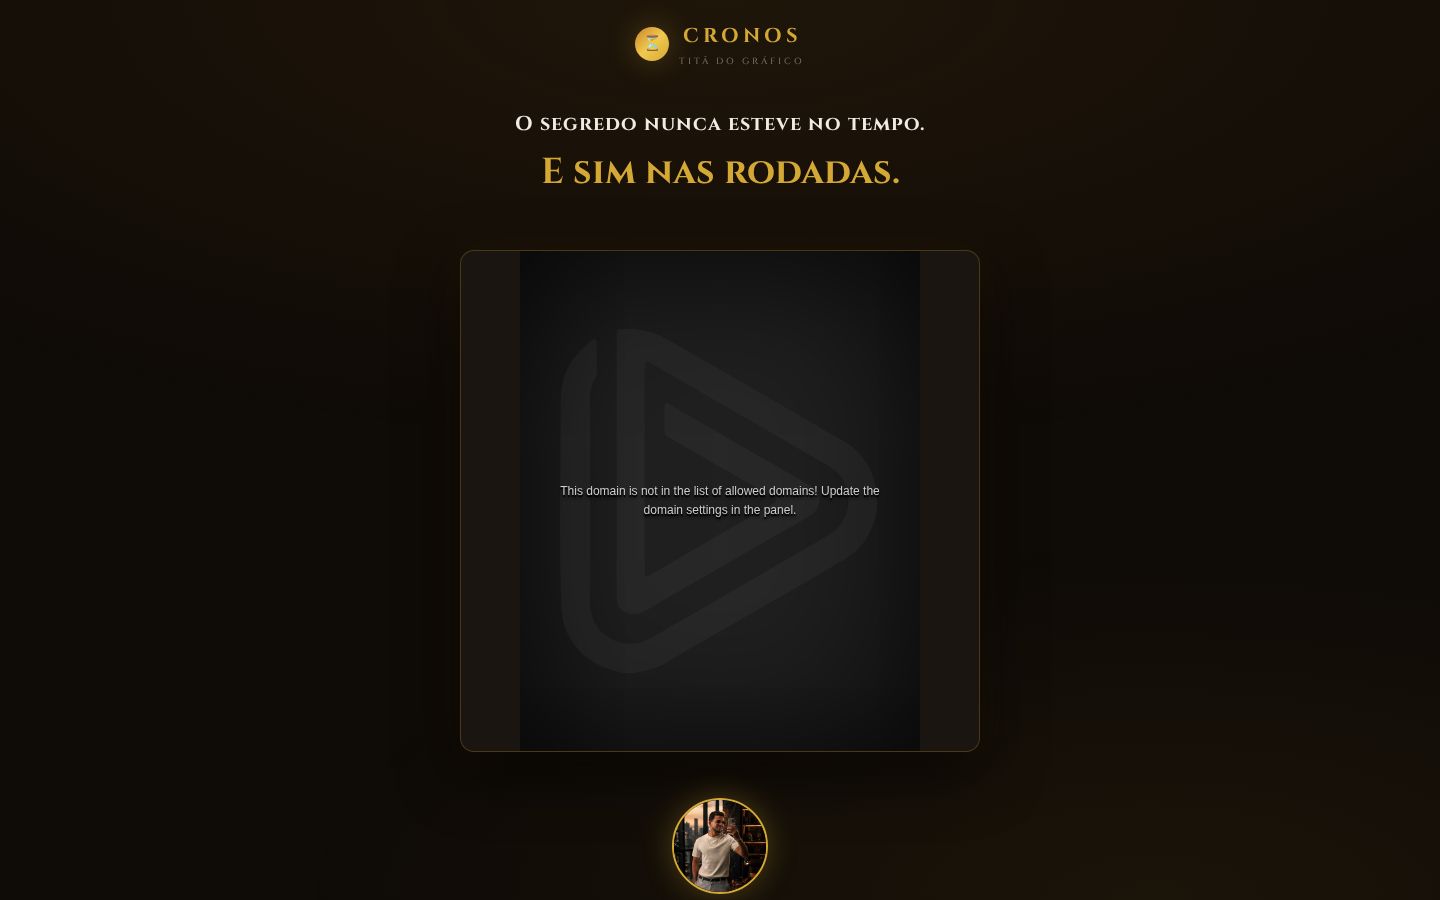 CRONOS
TITÃ DO GRÁFICO
O SEGREDO NUNCA ESTEVE NO TEMPO.
E SIM NAS RODADAS.
This domain is not in the list of allowed domains! Update the
domain settings in the panel.